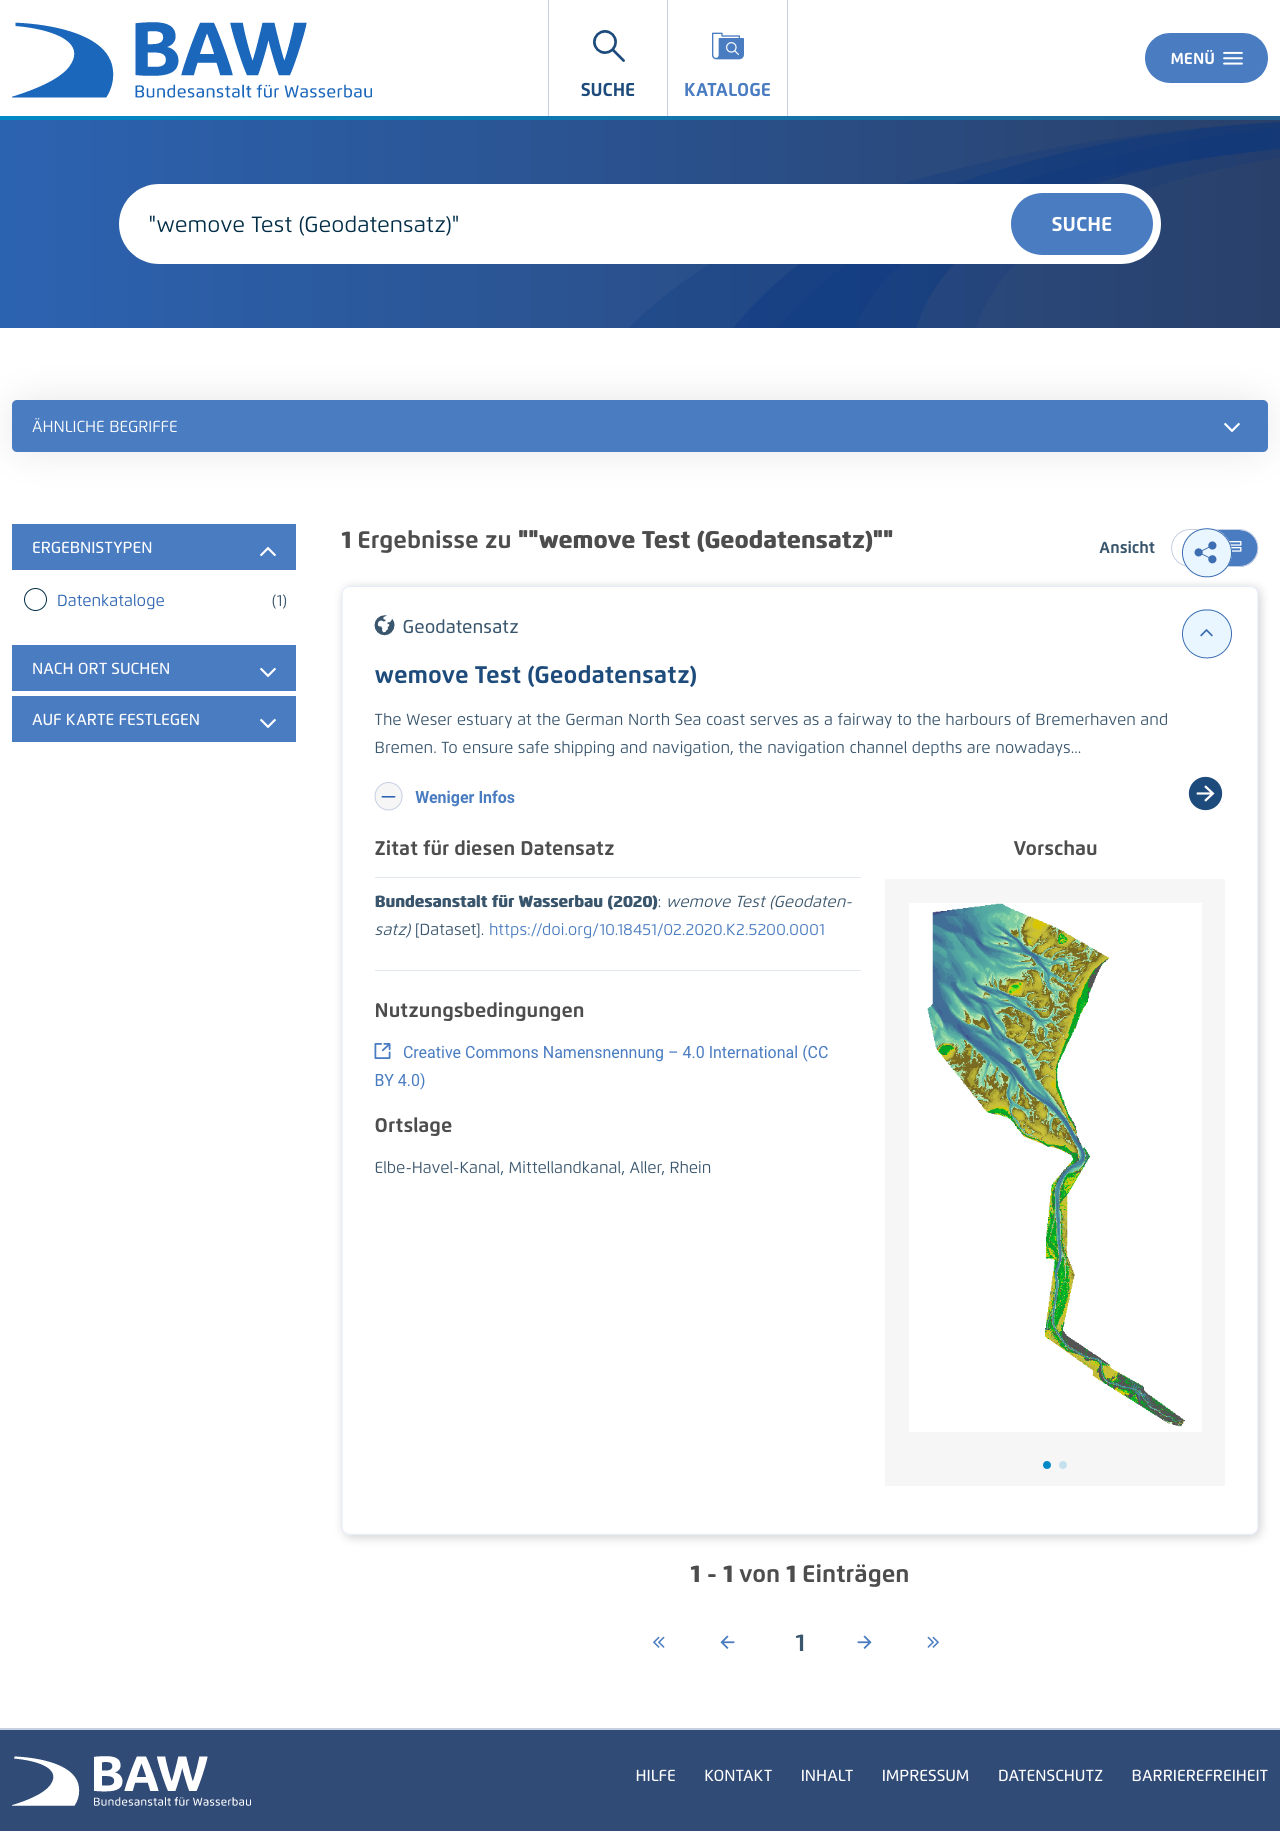 BAW
Bundesanstalt für Wasserbau
SUCHE
KATALOGE
MENÜ
"wemove Test (Geodatensatz)"
SUCHE
ÄHNLICHE BEGRIFFE
ERGEBNISTYPEN
Datenkataloge (1)
NACH ORT SUCHEN
AUF KARTE FESTLEGEN
1 Ergebnisse zu ""wemove Test (Geodatensatz)""
Ansicht
Geodatensatz
wemove Test (Geodatensatz)
The Weser estuary at the German North Sea coast serves as a fairway to the harbours of Bremerhaven and
Bremen. To ensure safe shipping and navigation, the navigation channel depths are nowadays...
Weniger Infos
Zitat für diesen Datensatz
Bundesanstalt für Wasserbau (2020): wemove Test (Geodaten-
satz) [Dataset]. https://doi.org/10.18451/02.2020.K2.5200.0001
Nutzungsbedingungen
Creative Commons Namensnennung – 4.0 International (CC
BY 4.0)
Ortslage
Elbe-Havel-Kanal, Mittellandkanal, Aller, Rhein
Vorschau
1 - 1 von 1 Einträgen
1
BAW
Bundesanstalt für Wasserbau
HILFE KONTAKT INHALT IMPRESSUM DATENSCHUTZ BARRIEREFREIHEIT